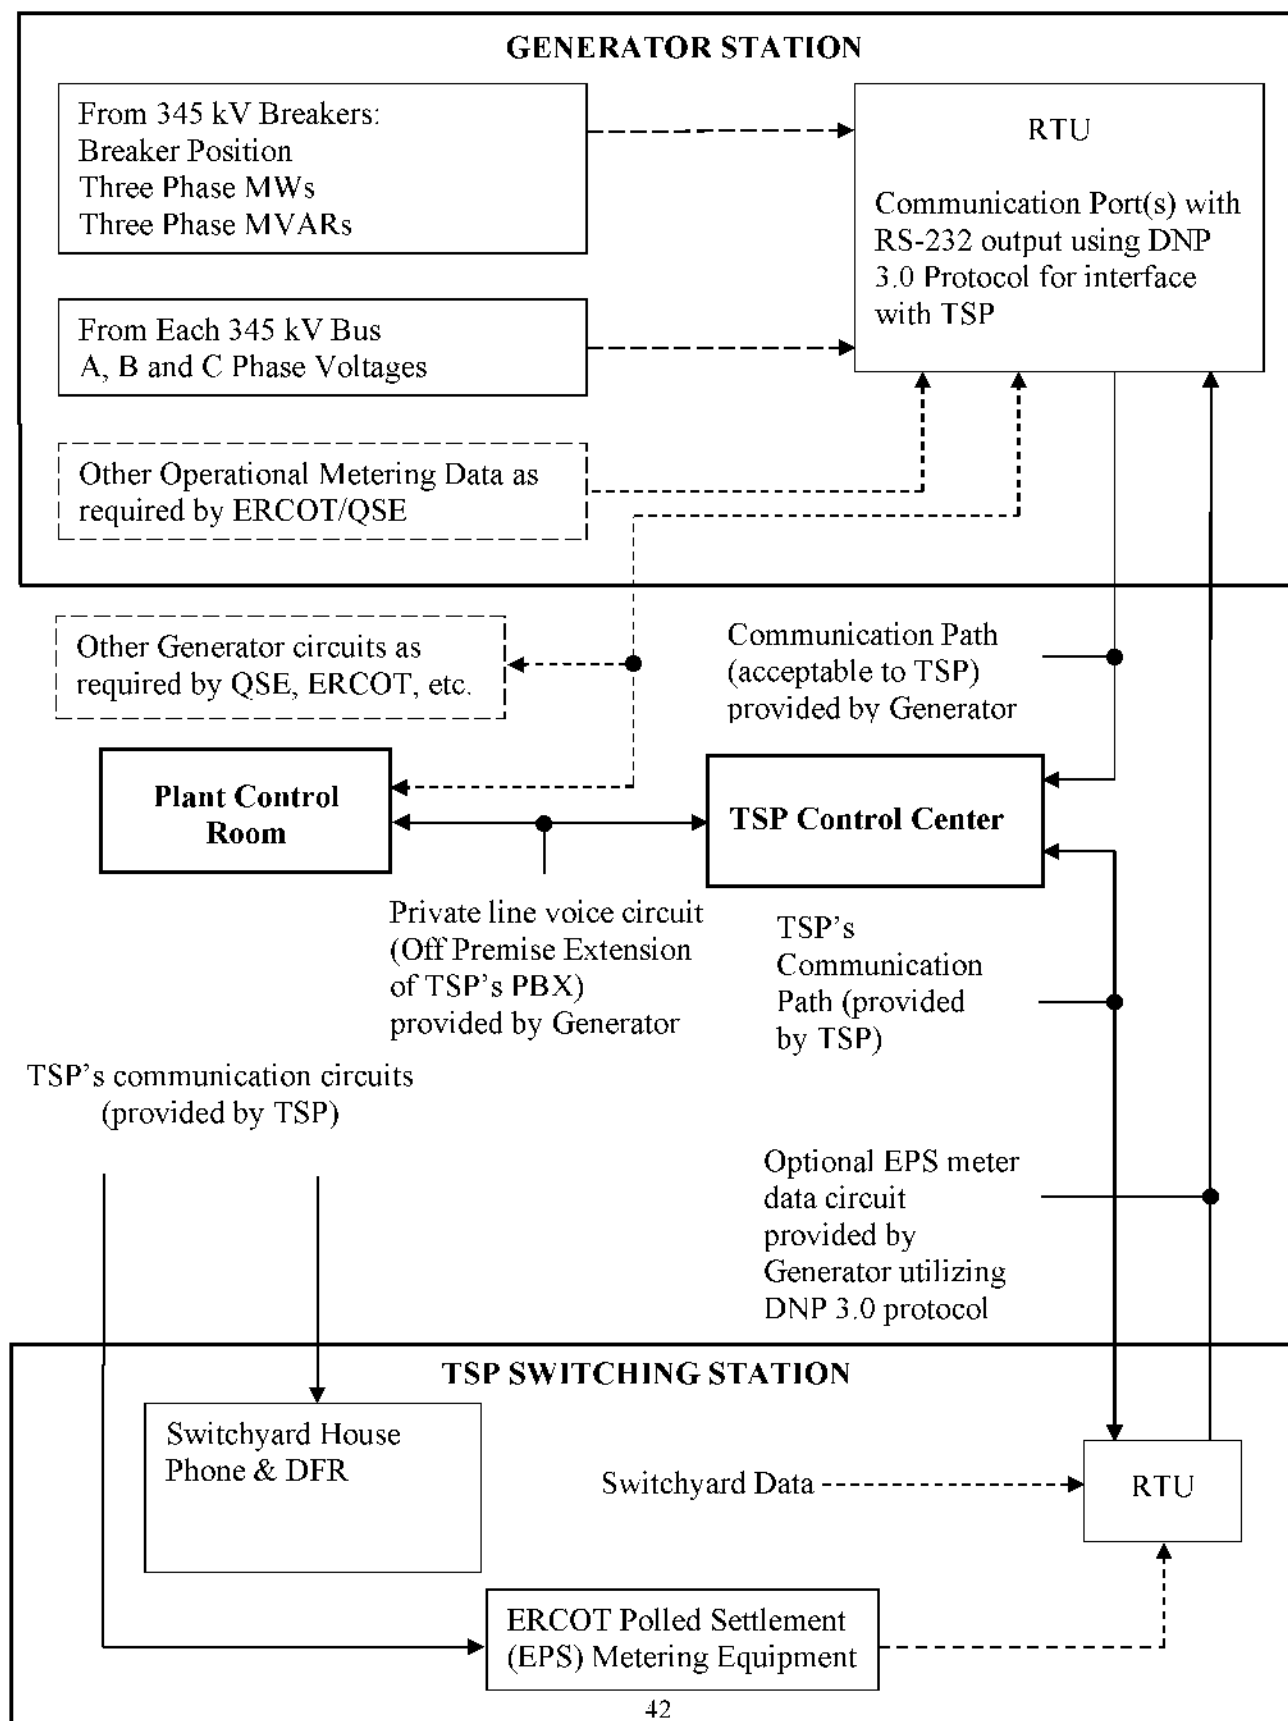 GENERATOR STATION
From 345 kV Breakers:
Breaker Position
Three Phase MWs
Three Phase MVARs
RTU
Communication Port(s) with
RS-232 output using DNP
3.0 Protocol for interface
with TSP
From Each 345 kV Bus
A, B and C Phase Voltages
Other Operational Metering Data as
required by ERCOT/QSE
Other Generator circuits as
required by QSE, ERCOT, etc.
Communication Path
(acceptable to TSP)
provided by Generator
Plant Control
Room
TSP Control Center
Private line voice circuit
(Off Premise Extension
of TSP's PBX)
provided by Generator
TSP's
Communication
Path (provided
by TSP)
TSP's communication circuits
(provided by TSP)
Optional EPS meter
data circuit
provided by
Generator utilizing
DNP 3.0 protocol
TSP SWITCHING STATION
Switchyard House
Phone & DFR
Switchyard Data
RTU
ERCOT Polled Settlement
(EPS) Metering Equipment
42